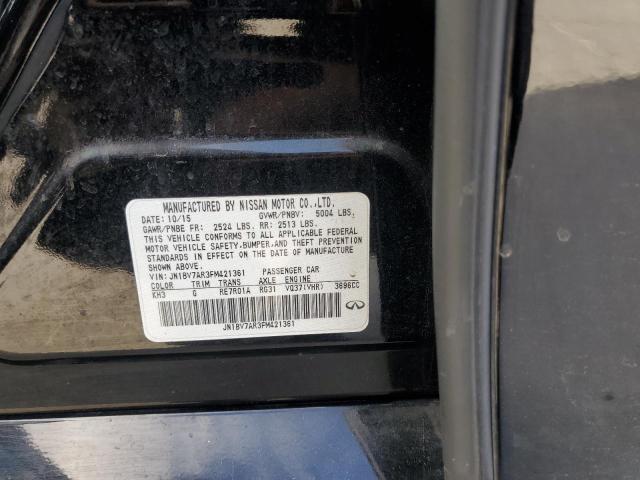 MANUFACTURED BY NISSAN MOTOR CO.,LTD.
DATE: 10/15 GVWR/PNBV: 5004 LBS.
GAWR/PNBE FR: 2524 LBS. RR: 2513 LBS.
THIS VEHICLE CONFORMS TO ALL APPLICABLE FEDERAL
MOTOR VEHICLE SAFETY,BUMPER,AND THEFT PREVENTION
STANDARDS IN EFFECT ON THE DATE OF MANUFACTURE
SHOWN ABOVE.
VIN: JN1BV7AR3FM421361 PASSENGER CAR
COLOR TRIM TRANS AXLE ENGINE
KH3 G RE7R01A RG31 VQ37(VHR) 3696CC
JN1BV7AR3FM421361